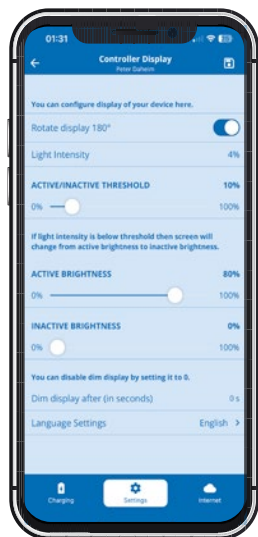 01:31
Controller Display
Peter Daheim
You can configure display of your device here.
Rotate display 180°
Light Intensity 4%
ACTIVE/INACTIVE THRESHOLD 10%
0% 100%
If light intensity is below threshold then screen will
change from active brightness to inactive brightness.
ACTIVE BRIGHTNESS 80%
0% 100%
INACTIVE BRIGHTNESS 0%
0% 100%
You can disable dim display by setting it to 0.
Dim display after (in seconds) 0 s
Language Settings English >
Charging Settings Internet